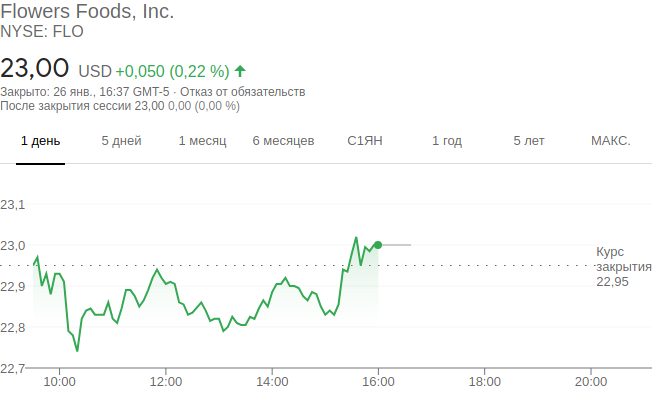 Flowers Foods, Inc.
NYSE: FLO
23,00 USD +0,050 (0,22 %)
Закрыто: 26 янв., 16:37 GMT-5 · Отказ от обязательств
После закрытия сессии 23,00 0,00 (0,00 %)
1 день 5 дней 1 месяц 6 месяцев С1ЯН 1 год 5 лет МАКС.
23,1
23,0
22,9
22,8
22,7
Курс
закрытия
22,95
10:00 12:00 14:00 16:00 18:00 20:00